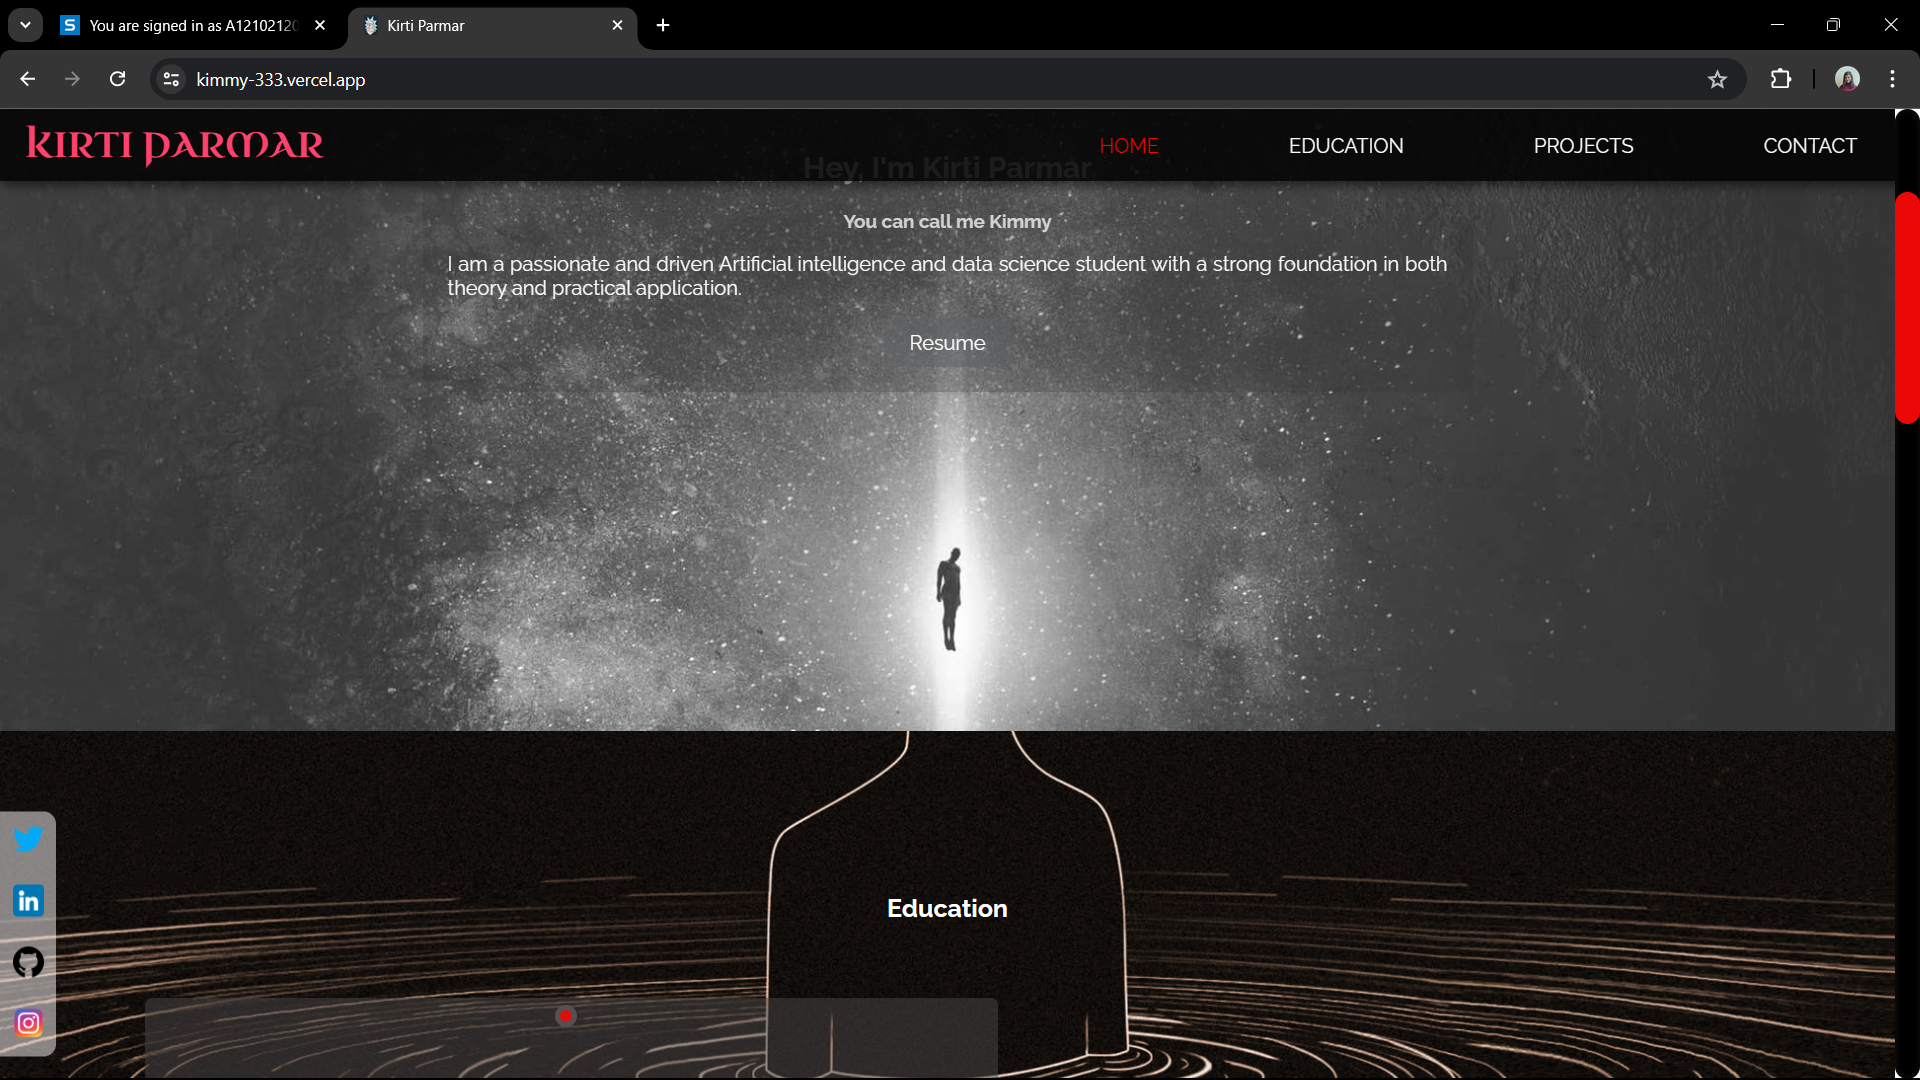 You are signed in as A12102120
Kirti Parmar
kimmy-333.vercel.app
KIRTI PARMAR
HOME
EDUCATION
PROJECTS
CONTACT
Hey, I'm Kirti Parmar
You can call me Kimmy
I am a passionate and driven Artificial intelligence and data science student with a strong foundation in both
theory and practical application.
Resume
Education